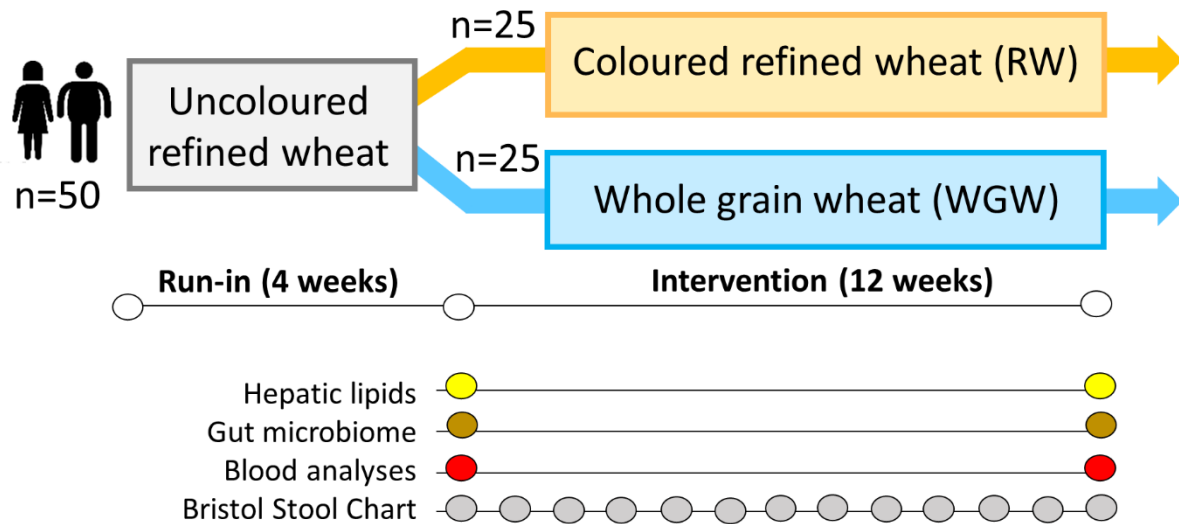 n=25
Coloured refined wheat (RW)
Uncoloured
refined wheat
n=50
n=25
Whole grain wheat (WGW)
Run-in (4 weeks)
Intervention (12 weeks)
Hepatic lipids
Gut microbiome
Blood analyses
Bristol Stool Chart